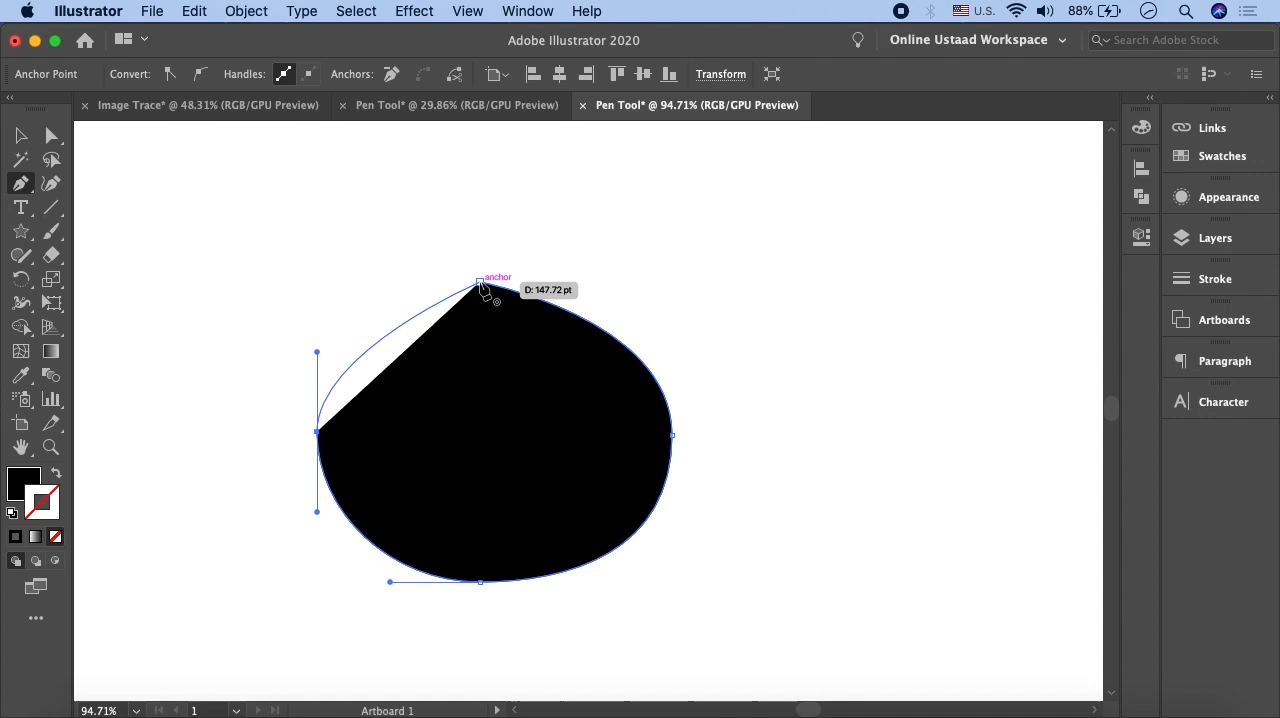 Illustrator File Edit Object Type Select Effect View Window Help U.S. 88%
Adobe Illustrator 2020 Online Ustaad Workspace Search Adobe Stock
Anchor Point Convert: Handles: Anchors: Transform
Image Trace* @ 48.31% (RGB/GPU Preview) Pen Tool* @ 29.86% (RGB/GPU Preview) Pen Tool* @ 94.71% (RGB/GPU Preview)
Links
Swatches
Appearance
Layers
Stroke
Artboards
Paragraph
Character
anchor
D: 147.72 pt
94.71% 1 Artboard 1